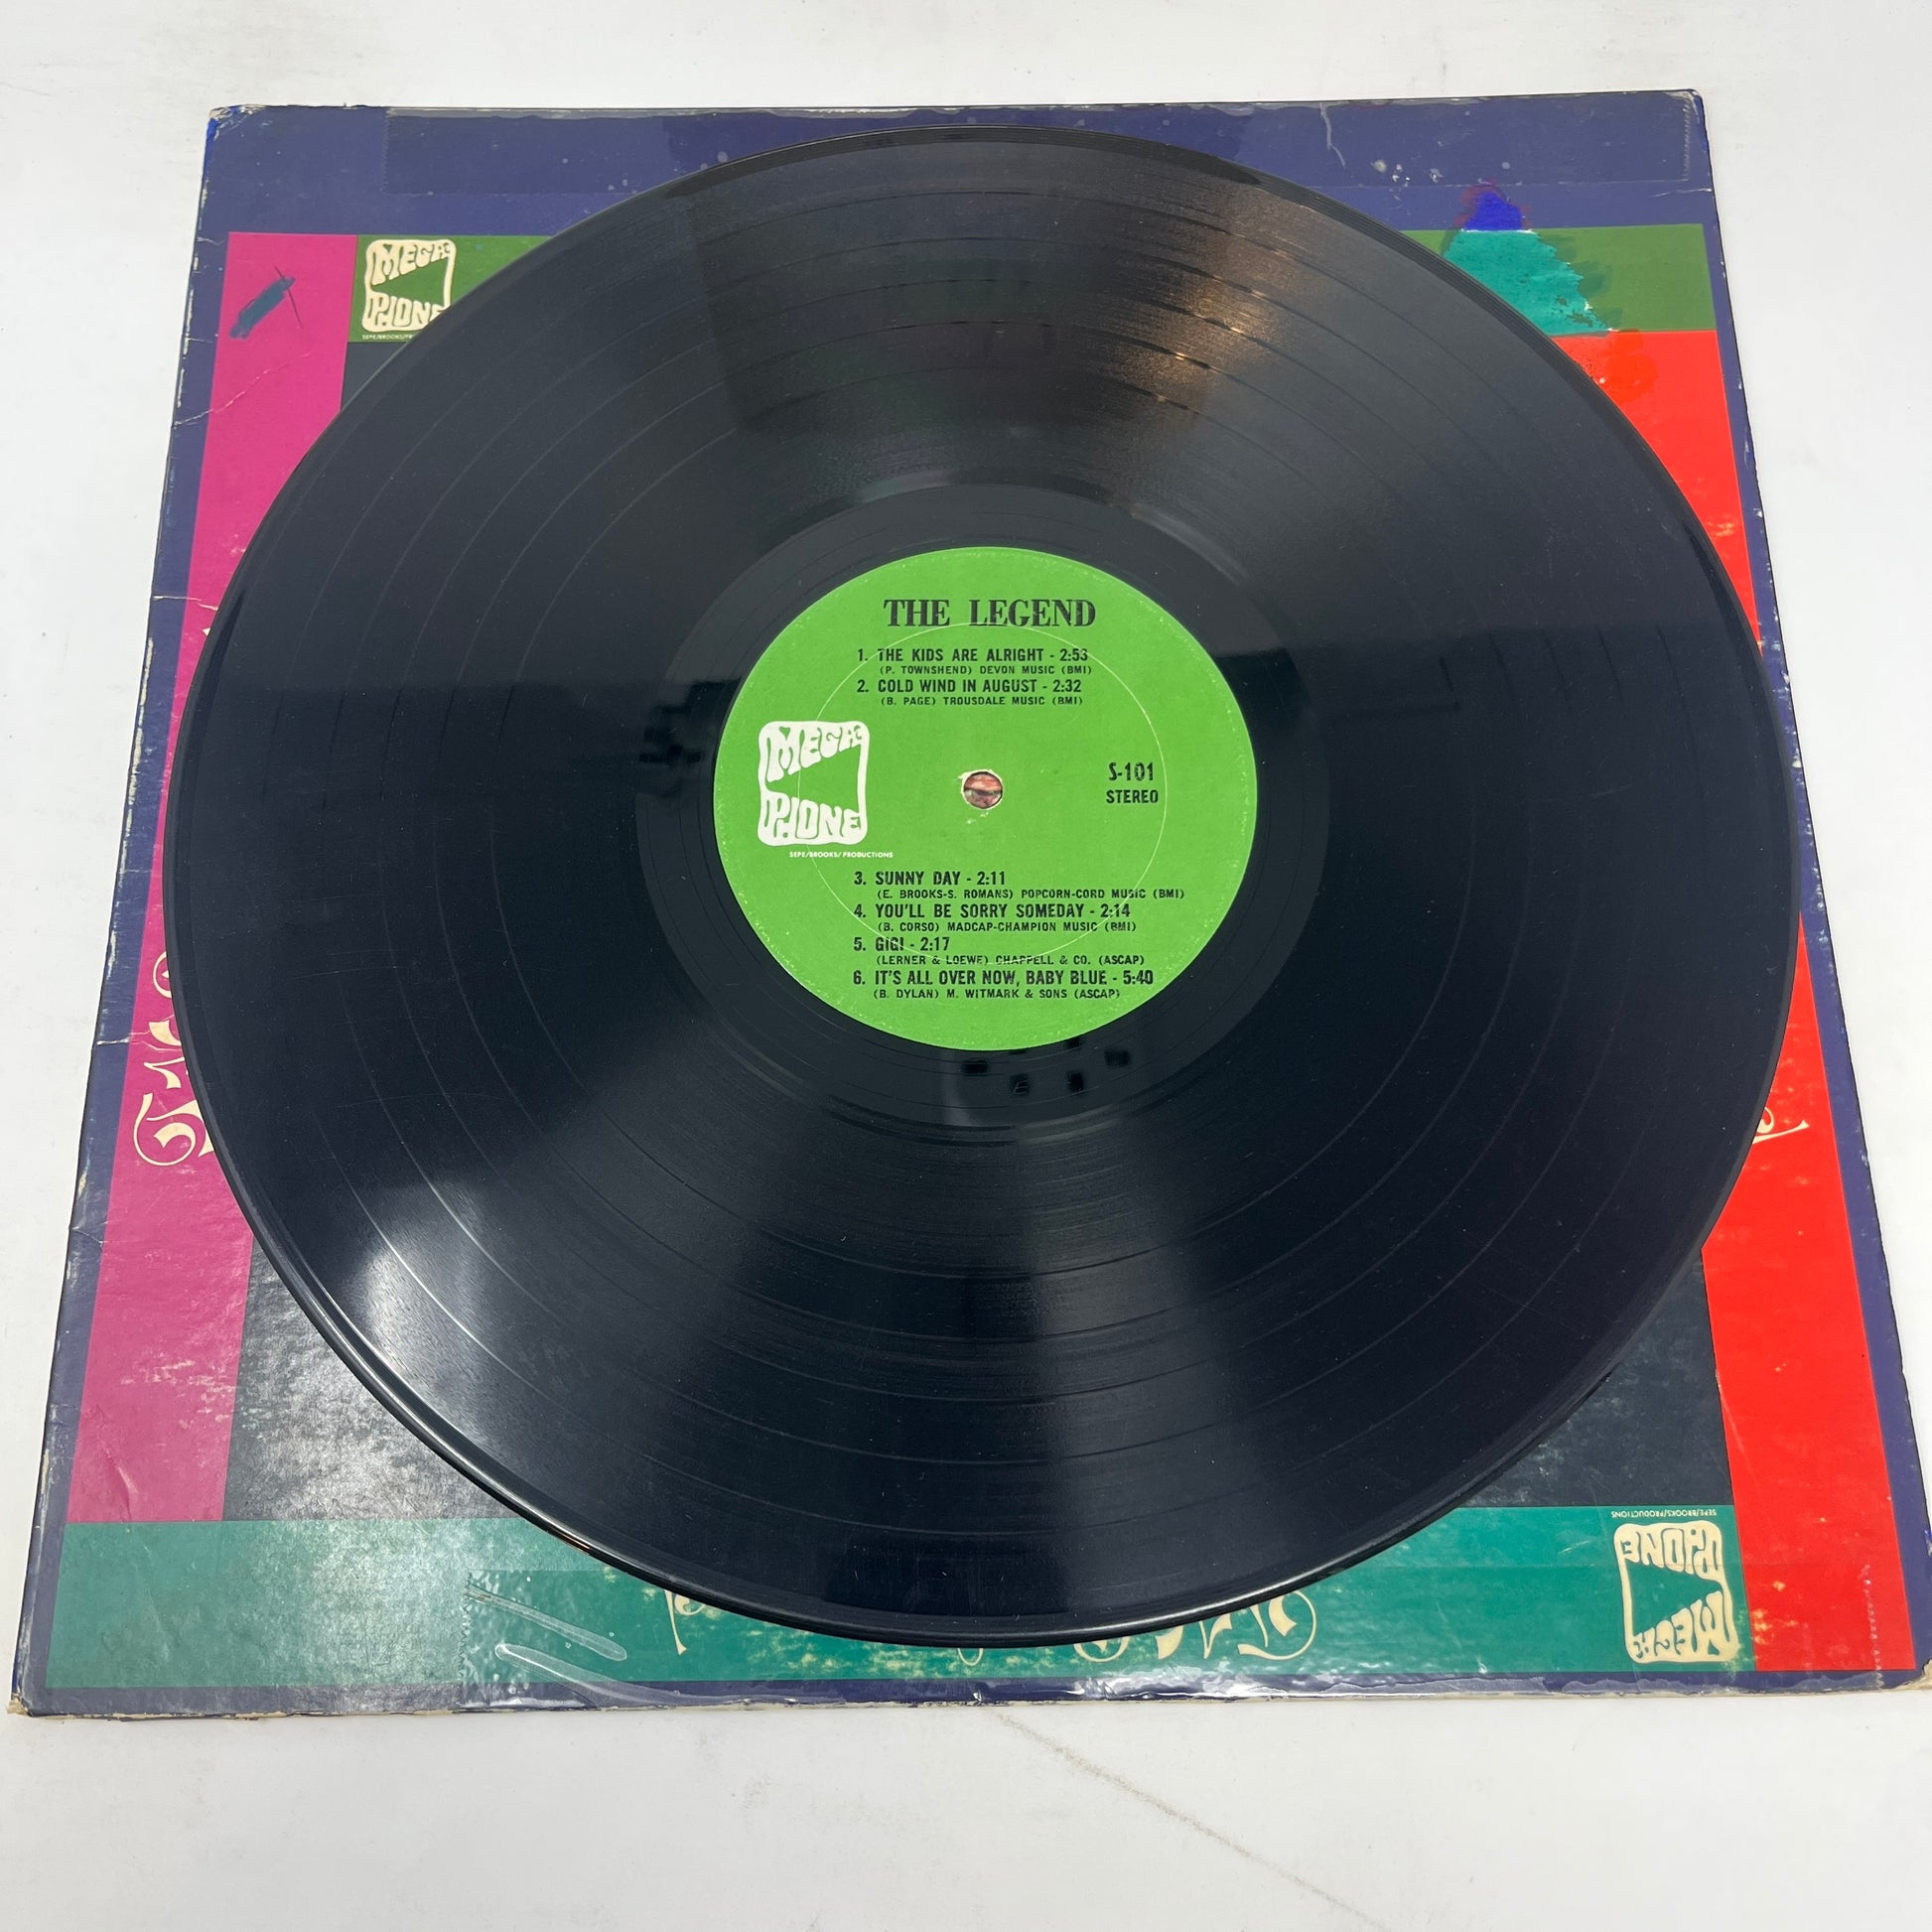 MEGA
PHONE
THE LEGEND
1. THE KIDS ARE ALRIGHT - 2:53
(P. TOWNSHEND) DEVON MUSIC (BMI)
2. COLD WIND IN AUGUST - 2:32
(B. PAGE) TROUSDALE MUSIC (BMI)
MEGA
PHONE
SEPE/BROOKS/PRODUCTIONS
S-101
STEREO
3. SUNNY DAY - 2:11
(E. BROOKS-S. ROMANS) POPCORN-CORD MUSIC (BMI)
4. YOU'LL BE SORRY SOMEDAY - 2:14
(B. CORSO) MADCAP-CHAMPION MUSIC (BMI)
5. GIGI - 2:17
(LERNER & LOEWE) CHAPPELL & CO. (ASCAP)
6. IT'S ALL OVER NOW, BABY BLUE - 5:40
(B. DYLAN) M. WITMARK & SONS (ASCAP)
SEPE/BROOKS/PRODUCTIONS
MEGA
PHONE